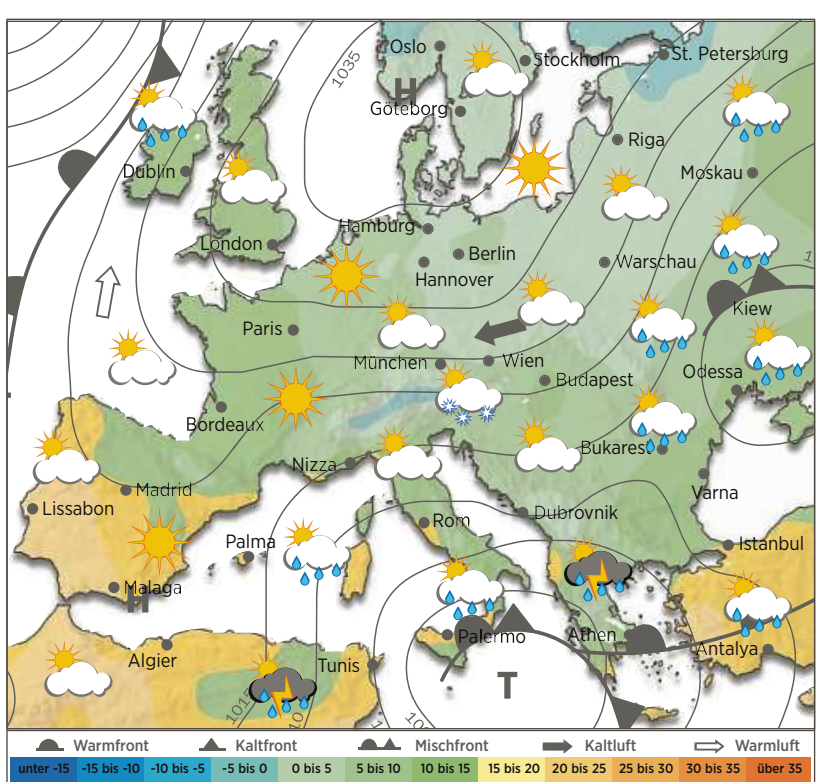 1035
Oslo
Stockholm
St. Petersburg
H
Göteborg
Riga
Dublin
Moskau
Hamburg
London
Berlin
Warschau
Hannover
Kiew
Paris
München
Wien
Odessa
Budapest
Bordeaux
Bukarest
Nizza
Madrid
Varna
Lissabon
Rom
Dubrovnik
Palma
Istanbul
Malaga
H
Palermo
Athen
Algier
Tunis
Antalya
T
Warmfront Kaltfront Mischfront Kaltluft Warmluft
unter -15 -15 bis -10 -10 bis -5 -5 bis 0 0 bis 5 5 bis 10 10 bis 15 15 bis 20 20 bis 25 25 bis 30 30 bis 35 über 35